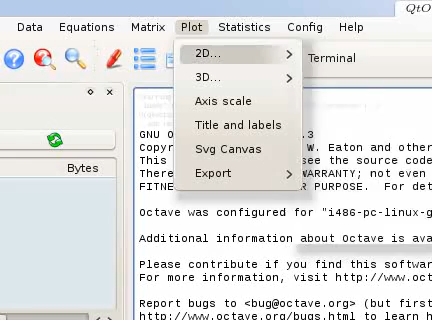 QtO
Data Equations Matrix Plot Statistics Config Help
2D...
Terminal
3D...
Axis scale
Title and labels
Svg Canvas
Export
Bytes
GNU O .3
Copyr W. Eaton and other
This see the source code
There WARRANTY; not even
FITNE R PURPOSE. For det
Octave was configured for "i486-pc-linux-g
Additional information about Octave is ava
Please contribute if you find this softwar
For more information, visit http://www.oct
Report bugs to <bug@octave.org> (but first
http://www.octave.org/bugs.html to learn h